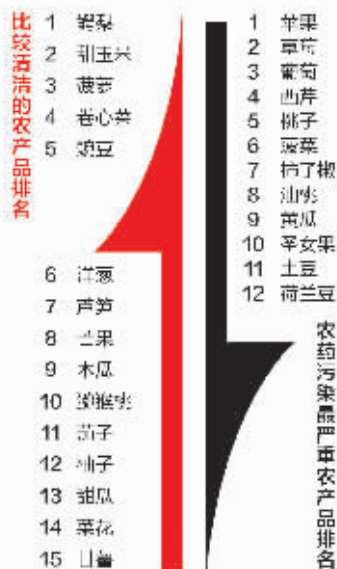 比较清洁的农产品排名
1 鳄梨
2 甜玉米
3 菠萝
4 卷心菜
5 豌豆
6 洋葱
7 芦笋
8 芒果
9 木瓜
10 猕猴桃
11 茄子
12 柚子
13 甜瓜
14 菜花
15 甘薯
1 苹果
2 草莓
3 葡萄
4 西芹
5 桃子
6 菠菜
7 柿子椒
8 油桃
9 黄瓜
10 圣女果
11 土豆
12 荷兰豆
农药污染最严重农产品排名